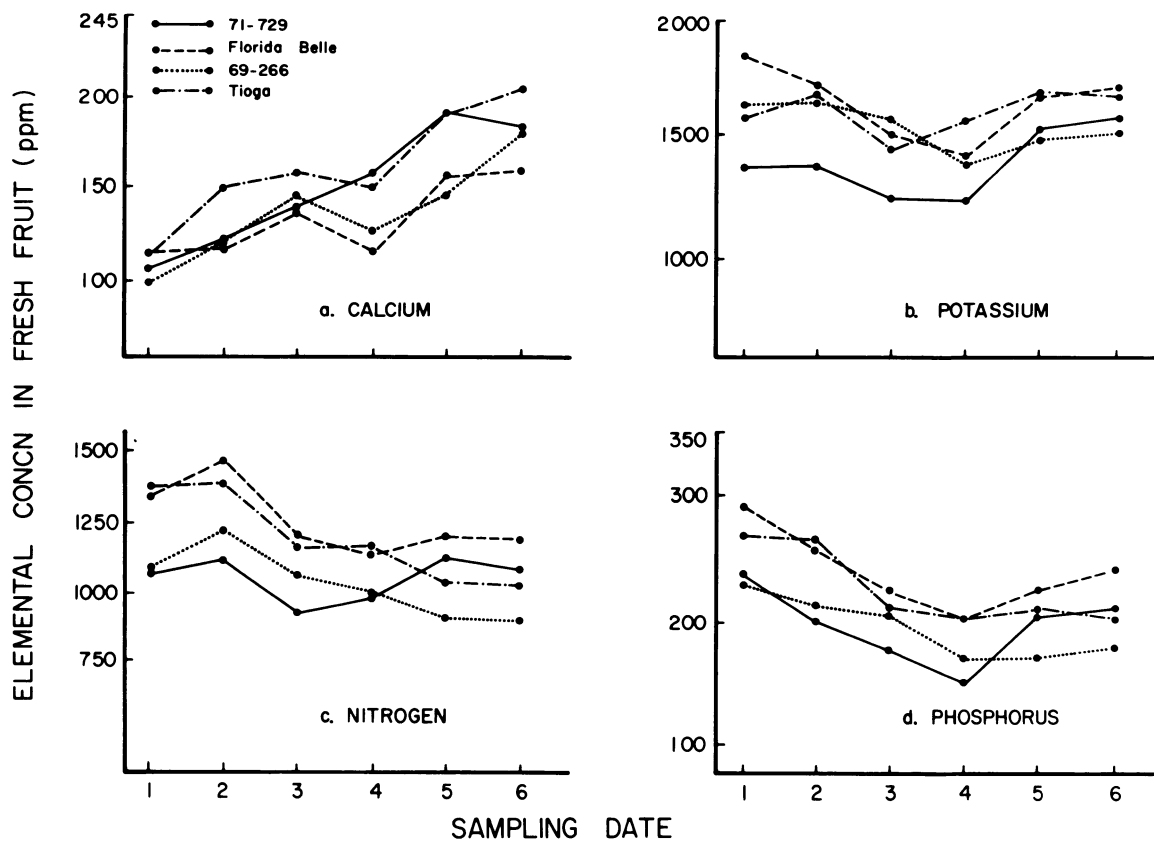 ELEMENTAL CONCN IN FRESH FRUIT (ppm)
245
200
150
100
71-729
Florida Belle
69-266
Tioga
a. CALCIUM
2000
1500
1000
b. POTASSIUM
1500
1250
1000
750
c. NITROGEN
1 2 3 4 5 6
350
300
200
100
d. PHOSPHORUS
1 2 3 4 5 6
SAMPLING DATE